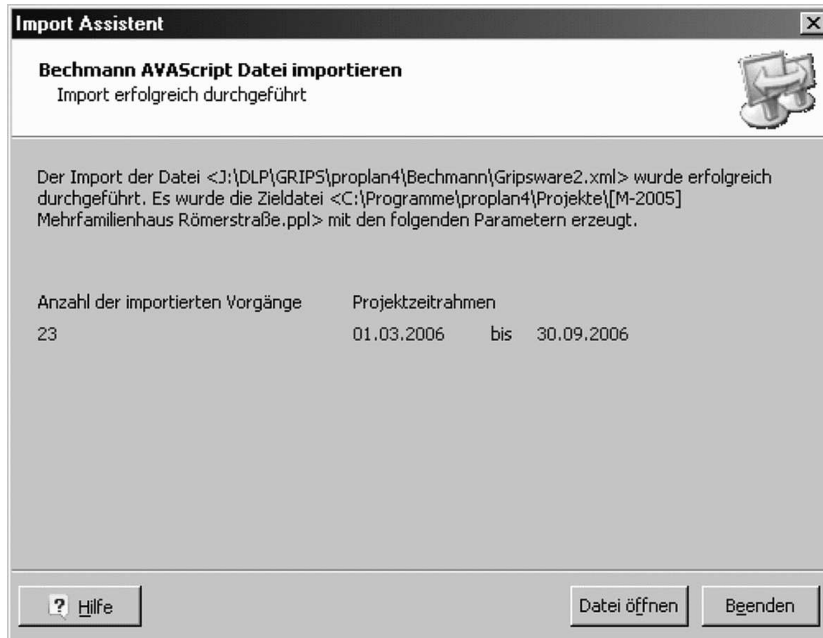 Import Assistent
Bechmann AVAScript Datei importieren
Import erfolgreich durchgeführt
Der Import der Datei <J:\DLP\GRIPS\proplan4\Bechmann\Gripsware2.xml> wurde erfolgreich
durchgeführt. Es wurde die Zieldatei <C:\Programme\proplan4\Projekte\[M-2005]
Mehrfamilienhaus Römerstraße.ppl> mit den folgenden Parametern erzeugt.
Anzahl der importierten Vorgänge Projektzeitrahmen
23 01.03.2006 bis 30.09.2006
? Hilfe Datei öffnen Beenden